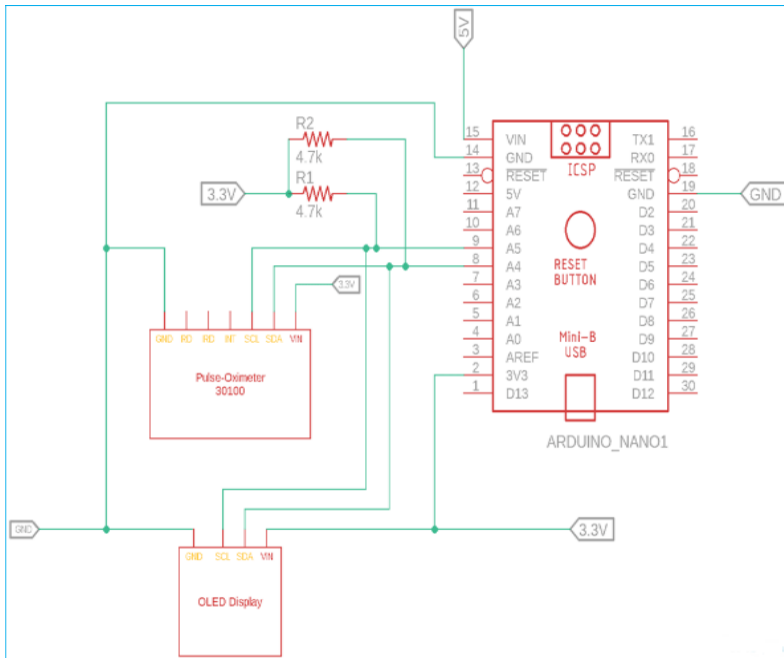 5V
R2
4.7k
R1
4.7k
3.3V
15 VIN TX1 16
14 GND RX0 17
13 RESET RESET 18
12 5V GND 19
11 A7 D2 20
10 A6 D3 21
9 A5 D4 22
8 A4 D5 23
7 A3 D6 24
6 A2 D7 25
5 A1 D8 26
4 A0 D9 27
3 AREF D10 28
2 3V3 D11 29
1 D13 D12 30
ICSP
RESET
BUTTON
Mini-B
USB
ARDUINO_NANO1
GND
3.3V
GND RD RD INT SCL SDA VIN
Pulse-Oximeter
30100
GND
3.3V
GND SCL SDA VIN
OLED Display